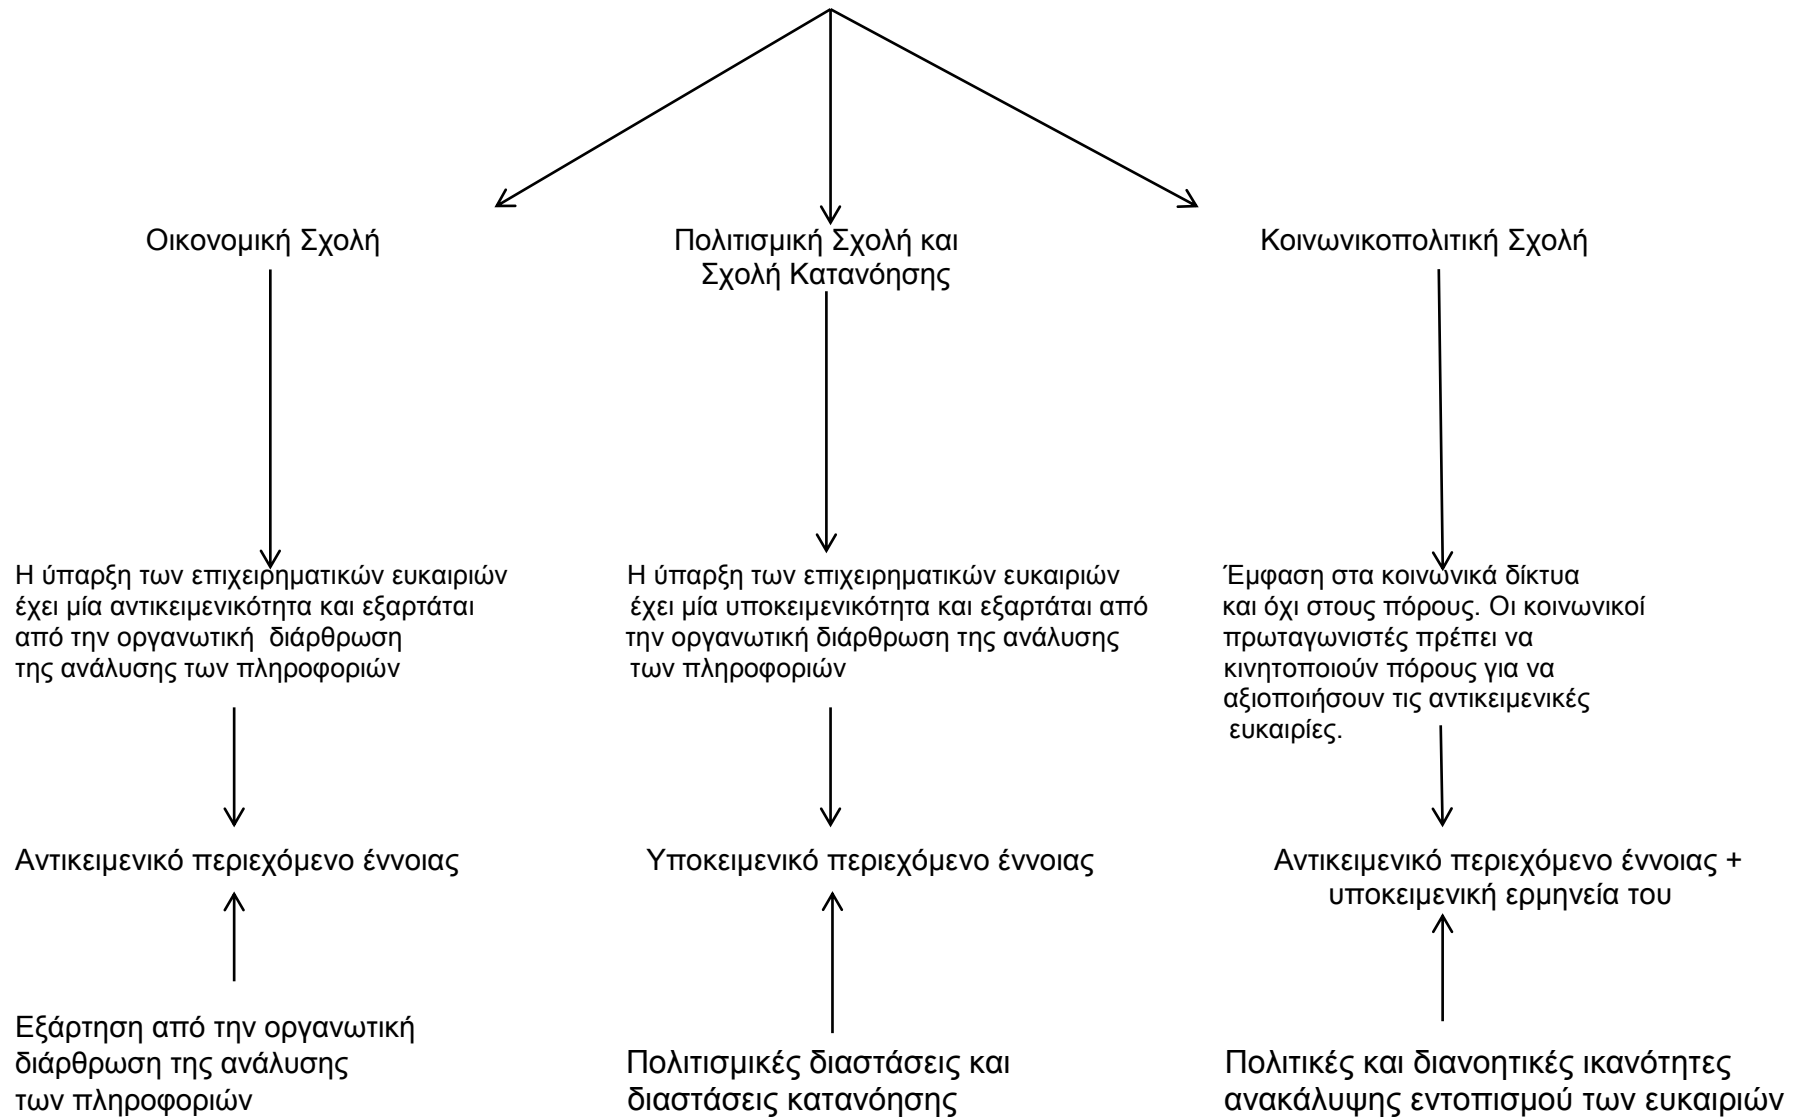 Οικονομική Σχολή
Πολιτισμική Σχολή και
Σχολή Κατανόησης
Κοινωνικοπολιτική Σχολή
Η ύπαρξη των επιχειρηματικών ευκαιριών
έχει μία αντικειμενικότητα και εξαρτάται
από την οργανωτική διάρθρωση
της ανάλυσης των πληροφοριών
Η ύπαρξη των επιχειρηματικών ευκαιριών
έχει μία υποκειμενικότητα και εξαρτάται από
την οργανωτική διάρθρωση της ανάλυσης
των πληροφοριών
Έμφαση στα κοινωνικά δίκτυα
και όχι στους πόρους. Οι κοινωνικοί
πρωταγωνιστές πρέπει να
κινητοποιούν πόρους για να
αξιοποιήσουν τις αντικειμενικές
ευκαιρίες.
Αντικειμενικό περιεχόμενο έννοιας
Υποκειμενικό περιεχόμενο έννοιας
Αντικειμενικό περιεχόμενο έννοιας +
υποκειμενική ερμηνεία του
Εξάρτηση από την οργανωτική
διάρθρωση της ανάλυσης
των πληροφοριών
Πολιτισμικές διαστάσεις και
διαστάσεις κατανόησης
Πολιτικές και διανοητικές ικανότητες
ανακάλυψης εντοπισμού των ευκαιριών